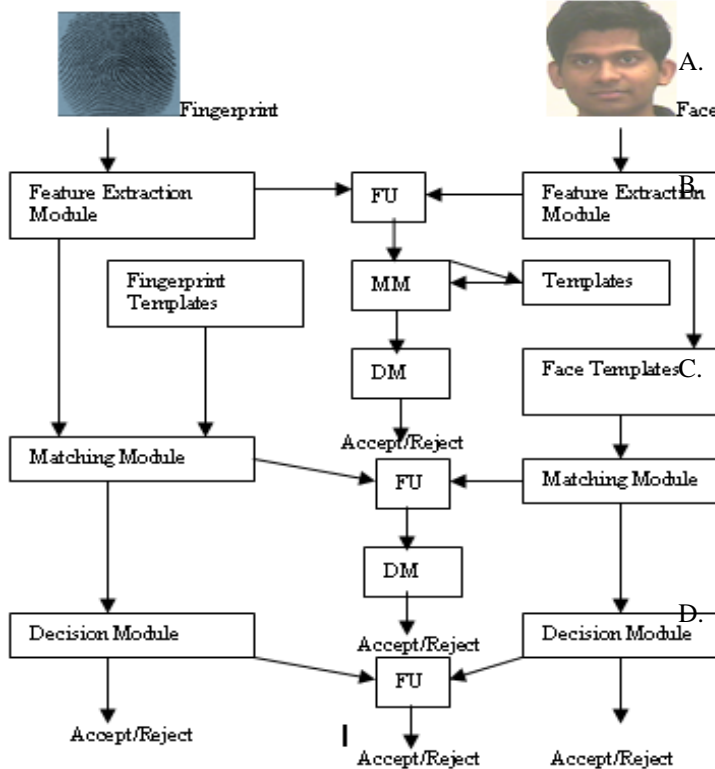 A.
Fingerprint
Face
B.
Feature Extraction
Module
FU
Feature Extraction
Module
Fingerprint
Templates
MM
Templates
DM
Face Templates
C.
Accept/Reject
Matching Module
FU
Matching Module
DM
D.
Decision Module
Accept/Reject
Decision Module
FU
Accept/Reject
I
Accept/Reject
Accept/Reject